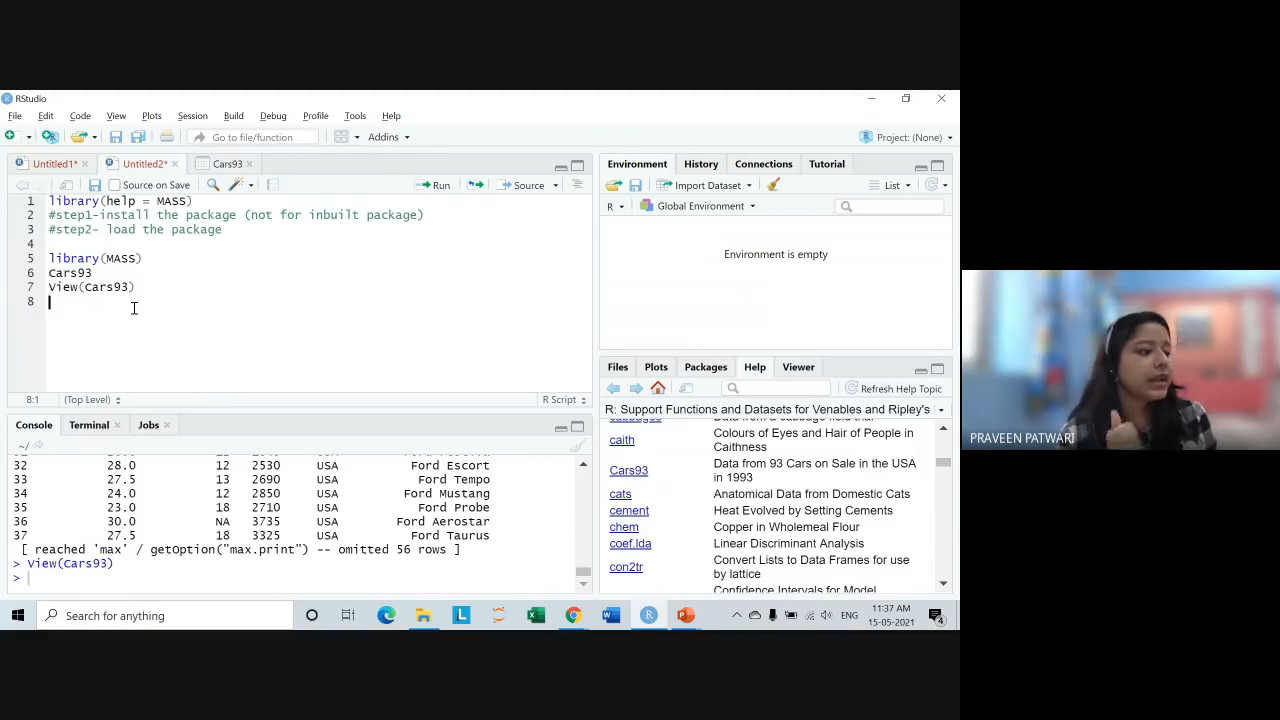 RStudio
File Edit Code View Plots Session Build Debug Profile Tools Help
Go to file/function Addins Project: (None)
Untitled1* Untitled2* Cars93
Source on Save Run Source
1 library(help = MASS)
2 #step1-install the package (not for inbuilt package)
3 #step2- load the package
4
5 library(MASS)
6 Cars93
7 View(Cars93)
8
8:1 (Top Level) R Script
Console Terminal Jobs
~/
32 28.0 12 2530 USA Ford Escort
33 27.5 13 2690 USA Ford Tempo
34 24.0 12 2850 USA Ford Mustang
35 23.0 18 2710 USA Ford Probe
36 30.0 NA 3735 USA Ford Aerostar
37 27.5 18 3325 USA Ford Taurus
[ reached 'max' / getOption("max.print") -- omitted 56 rows ]
> View(Cars93)
>
Environment History Connections Tutorial
Import Dataset List
R Global Environment
Environment is empty
Files Plots Packages Help Viewer
Refresh Help Topic
R: Support Functions and Datasets for Venables and Ripley's
caith Colours of Eyes and Hair of People in
Caithness
Cars93 Data from 93 Cars on Sale in the USA
in 1993
cats Anatomical Data from Domestic Cats
cement Heat Evolved by Setting Cements
chem Copper in Wholemeal Flour
coef.lda Linear Discriminant Analysis
con2tr Convert Lists to Data Frames for use
by lattice
Confidence Intervals for Model
PRAVEEN PATWARI
Search for anything
ENG
11:37 AM
15-05-2021
4